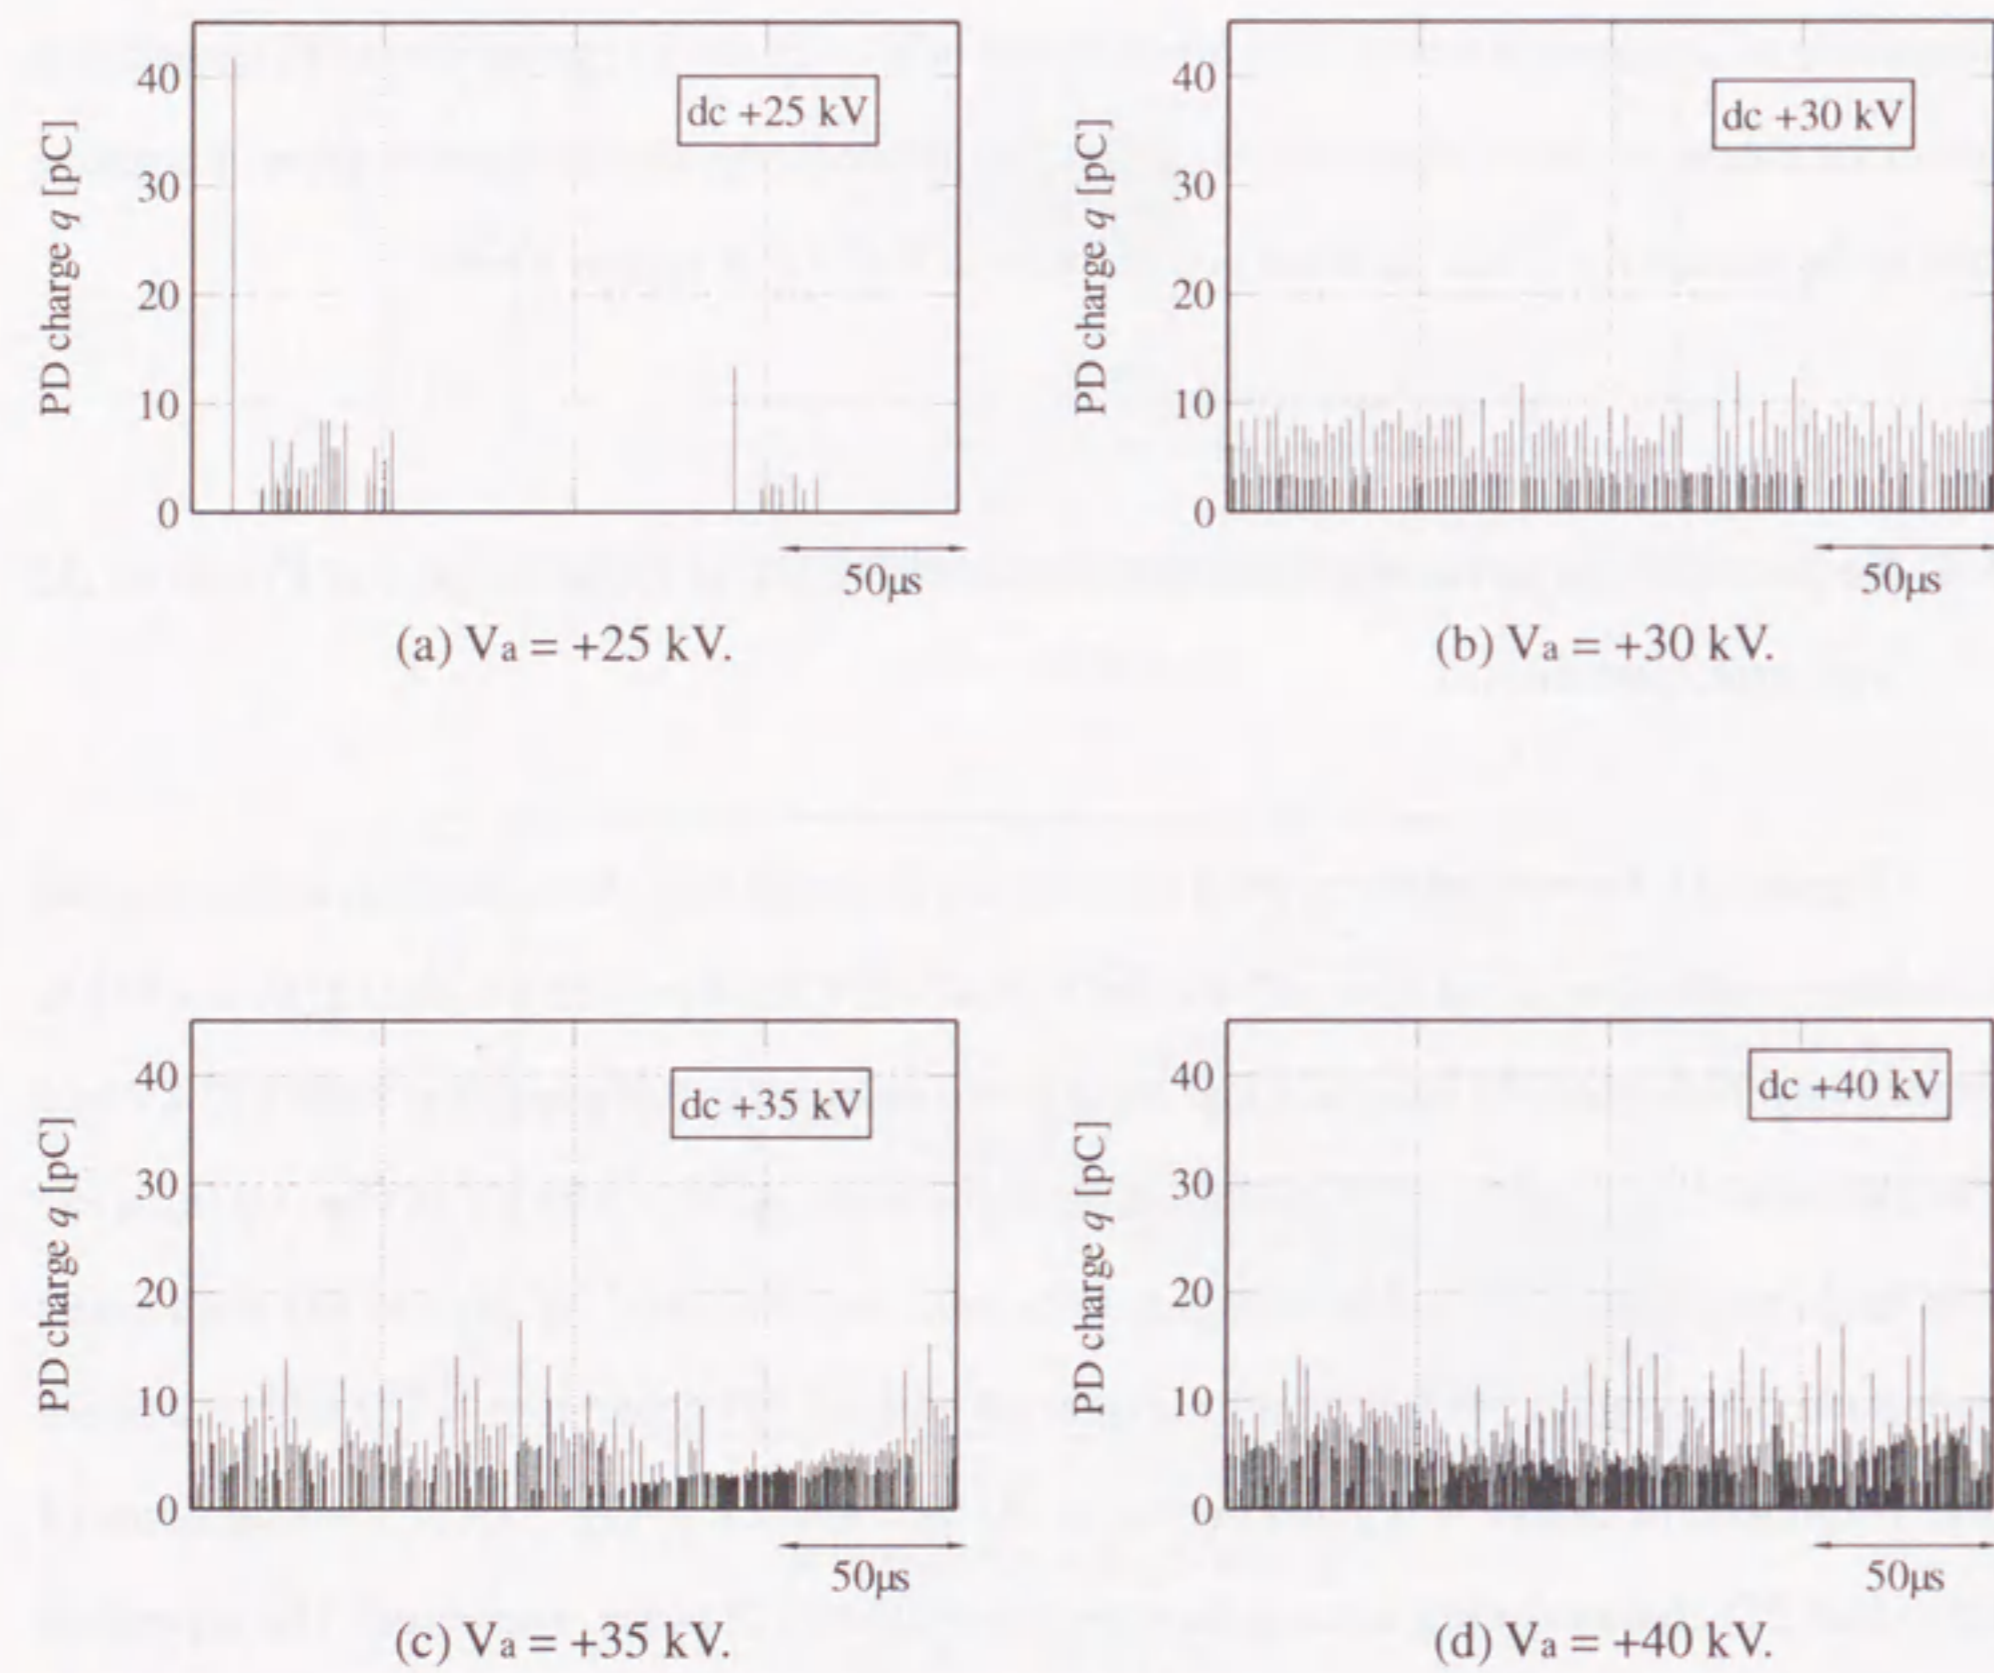 PD charge q [pC]
40
30
20
10
0
dc +25 kV
50μs
(a) Va = +25 kV.
PD charge q [pC]
40
30
20
10
0
dc +30 kV
50μs
(b) Va = +30 kV.
PD charge q [pC]
40
30
20
10
0
dc +35 kV
50μs
(c) Va = +35 kV.
PD charge q [pC]
40
30
20
10
0
dc +40 kV
50μs
(d) Va = +40 kV.